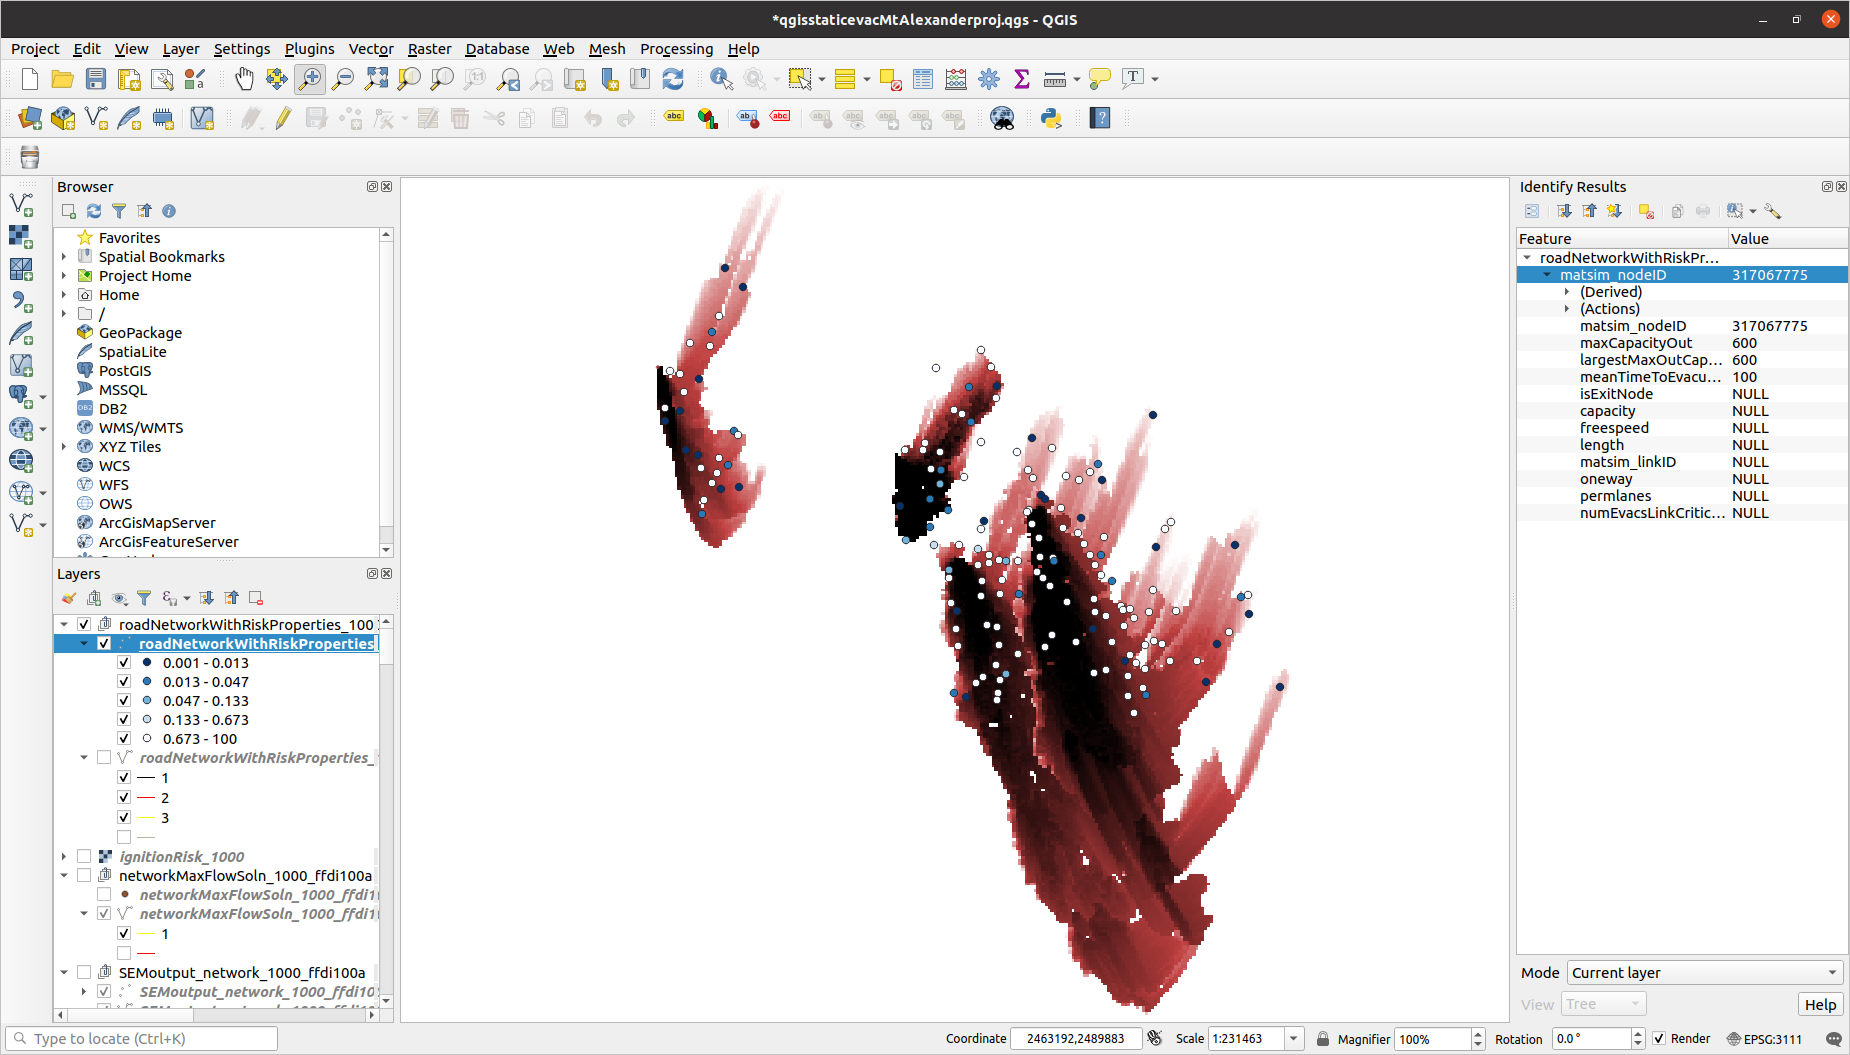 *qgisstaticevacMtAlexanderproj.qgs - QGIS
Project Edit View Layer Settings Plugins Vector Raster Database Web Mesh Processing Help
Browser
Favorites
Spatial Bookmarks
Project Home
Home
/
GeoPackage
SpatiaLite
PostGIS
MSSQL
DB2
WMS/WMTS
XYZ Tiles
WCS
WFS
OWS
ArcGisMapServer
ArcGisFeatureServer
Layers
roadNetworkWithRiskProperties_100
roadNetworkWithRiskProperties
0.001 - 0.013
0.013 - 0.047
0.047 - 0.133
0.133 - 0.673
0.673 - 100
roadNetworkWithRiskProperties_
1
2
3
ignitionRisk_1000
networkMaxFlowSoln_1000_ffdi100a
networkMaxFlowSoln_1000_ffdi1
networkMaxFlowSoln_1000_ffdi1
1
SEMoutput_network_1000_ffdi100a
SEMoutput_network_1000_ffdi10
Identify Results
Feature Value
roadNetworkWithRiskPr...
matsim_nodeID 317067775
(Derived)
(Actions)
matsim_nodeID 317067775
maxCapacityOut 600
largestMaxOutCap... 600
meanTimeToEvacu... 100
isExitNode NULL
capacity NULL
freespeed NULL
length NULL
matsim_linkID NULL
oneway NULL
permlanes NULL
numEvacsLinkCritic... NULL
Mode Current layer
View Tree Help
Type to locate (Ctrl+K) Coordinate 2463192,2489883 Scale 1:231463 Magnifier 100% Rotation 0.0 ° Render EPSG:3111